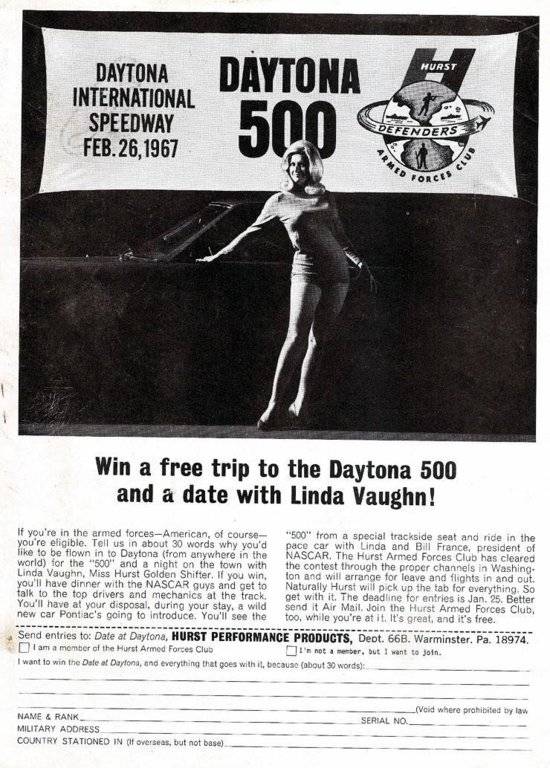 DAYTONA
INTERNATIONAL
SPEEDWAY
FEB. 26, 1967
DAYTONA
500
H
HURST
DEFENDERS
ARMED FORCES CLUB
Win a free trip to the Daytona 500
and a date with Linda Vaughn!
If you're in the armed forces—American, of course—
you're eligible. Tell us in about 30 words why you'd
like to be flown in to Daytona (from anywhere in the
world) for the "500" and a night on the town with
Linda Vaughn, Miss Hurst Golden Shifter. If you win,
you'll have dinner with the NASCAR guys and get to
talk to the top drivers and mechanics at the track.
You'll have at your disposal, during your stay, a wild
new car Pontiac's going to introduce. You'll see the
"500" from a special trackside seat and ride in the
pace car with Linda and Bill France, president of
NASCAR. The Hurst Armed Forces Club has cleared
the contest through the proper channels in Washing-
ton and will arrange for leave and flights in and out.
Naturally Hurst will pick up the tab for everything. So
get with it. The deadline for entries is Jan. 25. Better
send it Air Mail. Join the Hurst Armed Forces Club,
too, while you're at it. It's great, and it's free.
Send entries to: Date at Daytona, HURST PERFORMANCE PRODUCTS, Dept. 66B. Warminster. Pa. 18974.
I am a member of the Hurst Armed Forces Club
I'm not a member, but I want to join.
I want to win the Date at Daytona, and everything that goes with it, because (about 30 words):
(Void where prohibited by law
NAME & RANK
SERIAL NO.
MILITARY ADDRESS
COUNTRY STATIONED IN (If overseas, but not base)